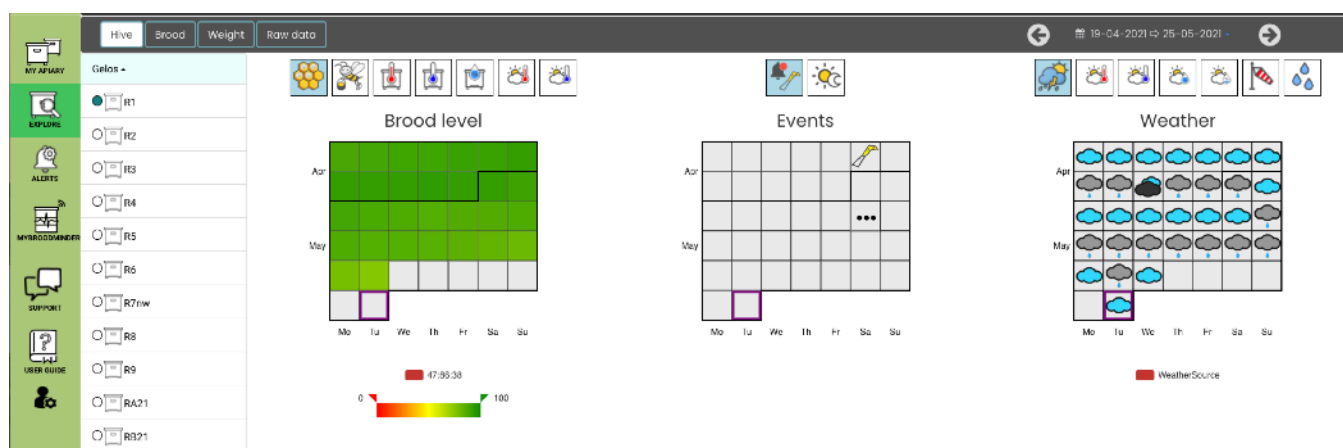 Hive Brood Weight Raw data
19-04-2021 ⇨ 25-05-2021
MY APIARY
EXPLORE
ALERTS
MYBROODMINDER
SUPPORT
USER GUIDE
Gelos
R1
R2
R3
R4
R5
R6
R7nw
R8
R9
RA21
RB21
Brood level
Apr
May
Mo Tu We Th Fr Sa Su
47:86:38
0 100
Events
Apr
May
Mo Tu We Th Fr Sa Su
Weather
Apr
May
Mo Tu We Th Fr Sa Su
WeatherSource